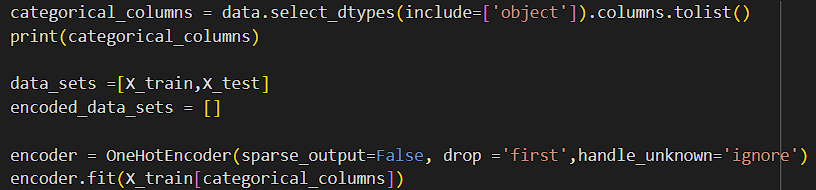 categorical_columns = data.select_dtypes(include=['object']).columns.tolist()
print(categorical_columns)
data_sets =[X_train,X_test]
encoded_data_sets = []
encoder = OneHotEncoder(sparse_output=False, drop ='first',handle_unknown='ignore')
encoder.fit(X_train[categorical_columns])